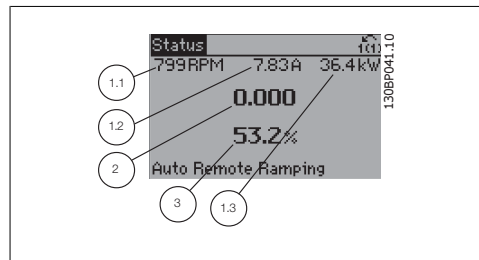 Status
1(1)
799RPM 7.83A 36.4kW
0.000
53.2%
Auto Remote Ramping
1.1
1.2
2
3
1.3
130BP041.10